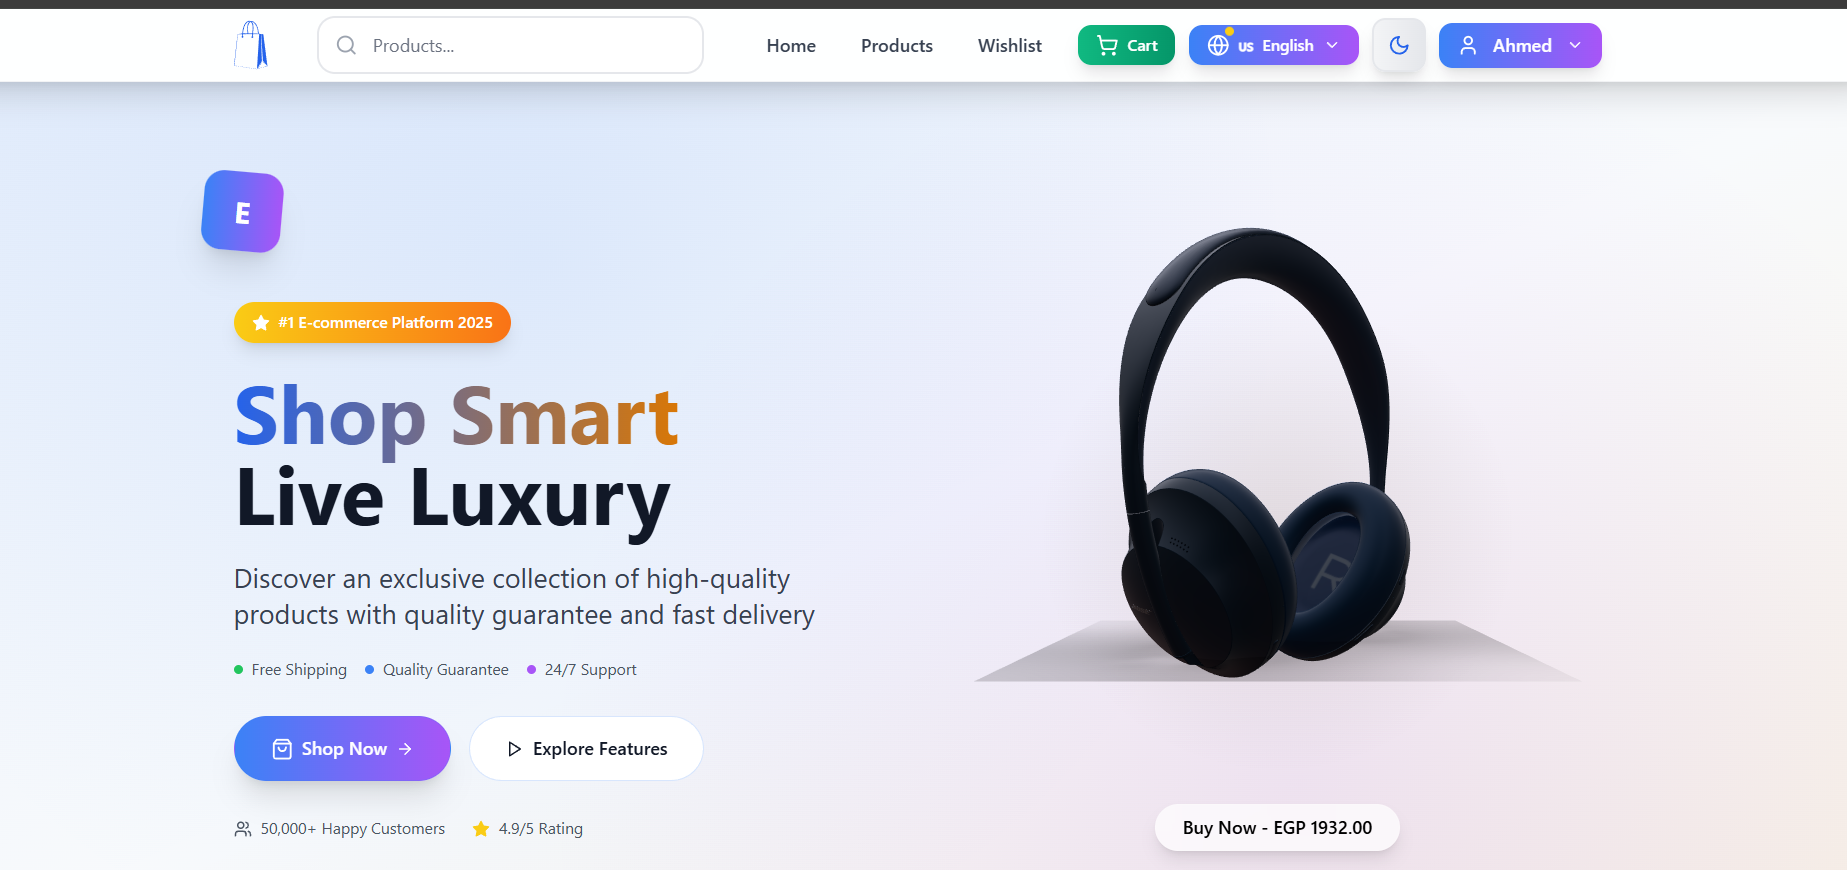 Products...
Home
Products
Wishlist
Cart
US English
Ahmed
E
#1 E-commerce Platform 2025
Shop Smart
Live Luxury
Discover an exclusive collection of high-quality
products with quality guarantee and fast delivery
Free Shipping
Quality Guarantee
24/7 Support
Shop Now
Explore Features
50,000+ Happy Customers
4.9/5 Rating
R
Buy Now - EGP 1932.00